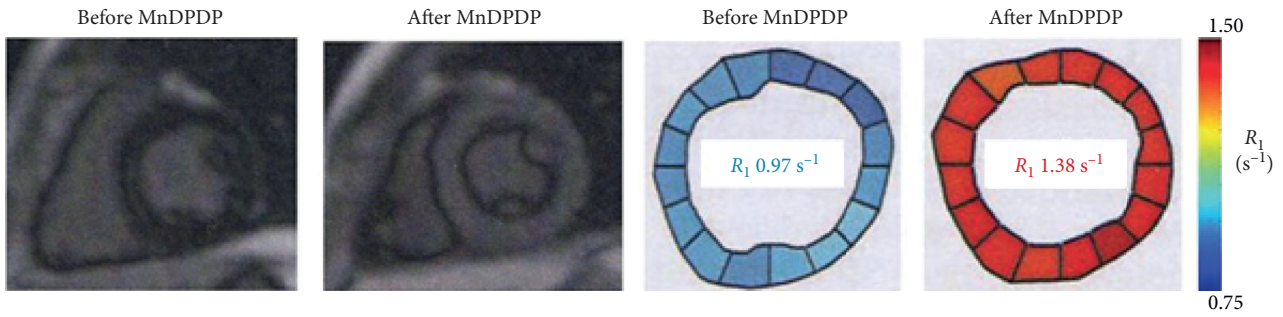 Before MnDPDP
After MnDPDP
Before MnDPDP
After MnDPDP
R₁ 0.97 s⁻¹
R₁ 1.38 s⁻¹
1.50
R₁
(s⁻¹)
0.75